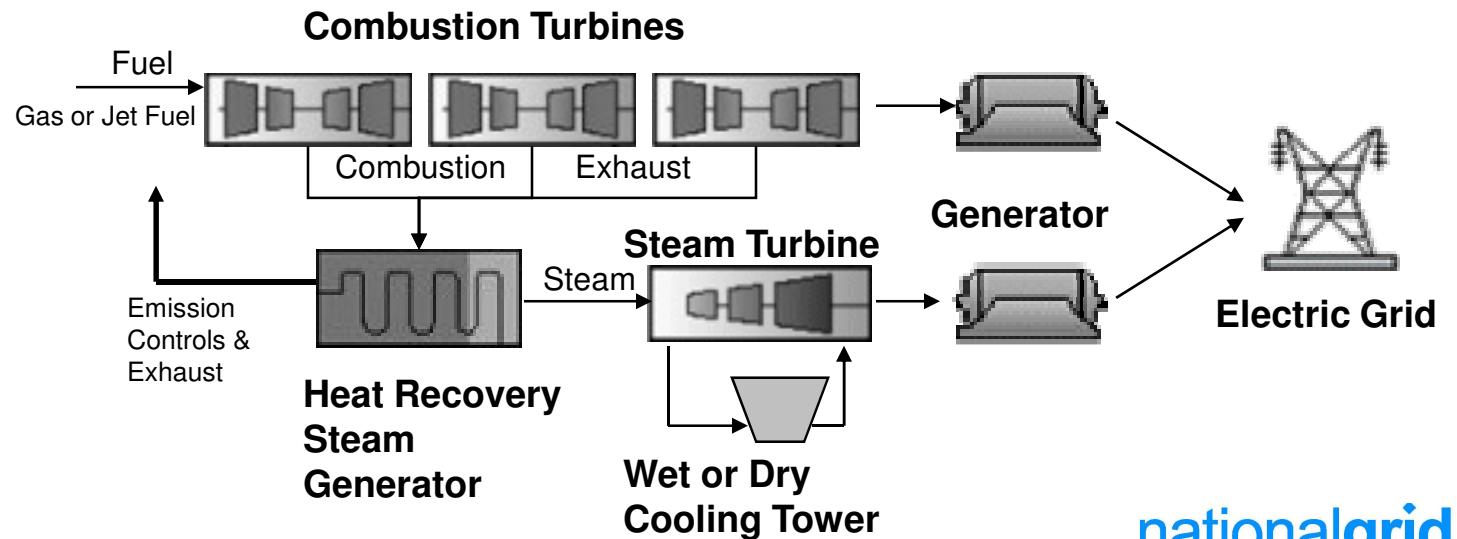 Combustion Turbines
Fuel
Gas or Jet Fuel
Combustion
Exhaust
Generator
Steam Turbine
Steam
Electric Grid
Emission
Controls &
Exhaust
Heat Recovery
Steam
Generator
Wet or Dry
Cooling Tower
nationalgrid